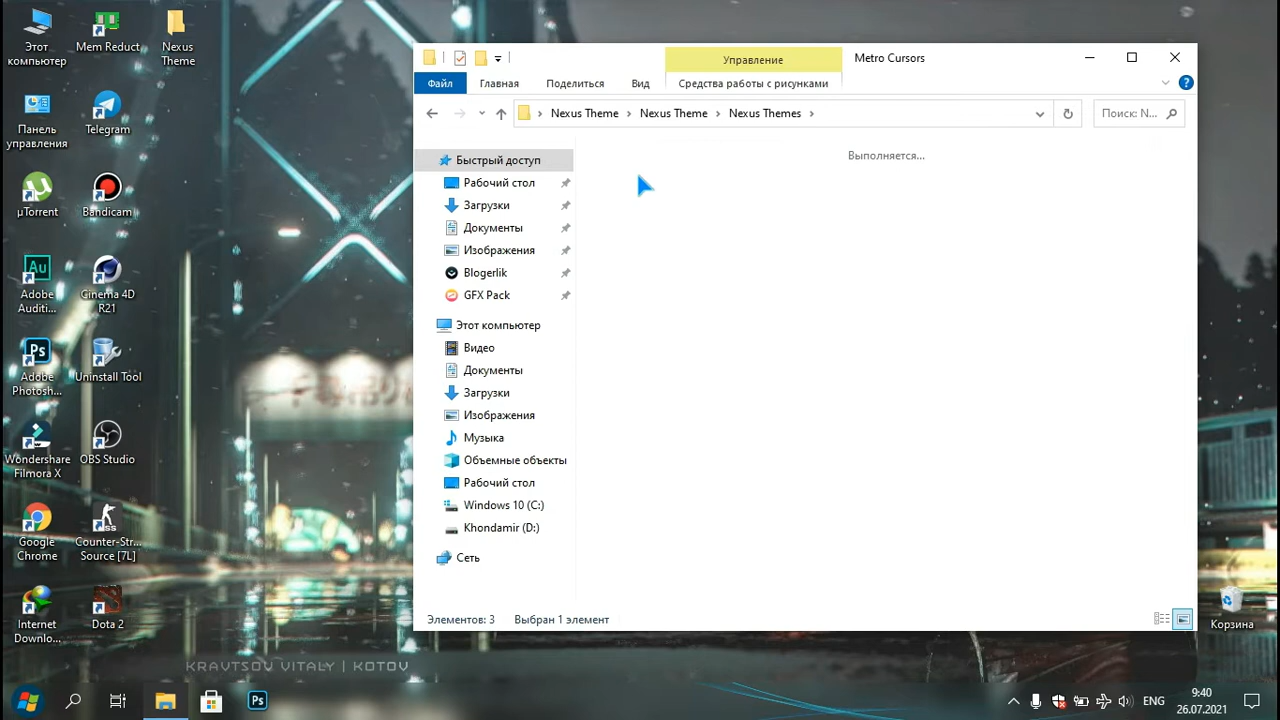 Этот
компьютер
Mem Reduct
Nexus
Theme
Панель
управления
Telegram
µTorrent
Bandicam
Au
Adobe
Auditi...
Cinema 4D
R21
Ps
Adobe
Photosh...
Uninstall Tool
Wondershare
Filmora X
OBS Studio
Google
Chrome
Counter-Str...
Source [7L]
Internet
Downlo...
Dota 2
Управление
Metro Cursors
Файл
Главная
Поделиться
Вид
Средства работы с рисунками
Nexus Theme
Nexus Theme
Nexus Themes
Поиск: N...
Быстрый доступ
Рабочий стол
Загрузки
Документы
Изображения
Blogerlik
GFX Pack
Этот компьютер
Видео
Документы
Загрузки
Изображения
Музыка
Объемные объекты
Рабочий стол
Windows 10 (C:)
Khondamir (D:)
Сеть
Выполняется...
Элементов: 3
Выбран 1 элемент
Корзина
KRAVTSOV VITALY | KOTOV
Ps
ENG
9:40
26.07.2021